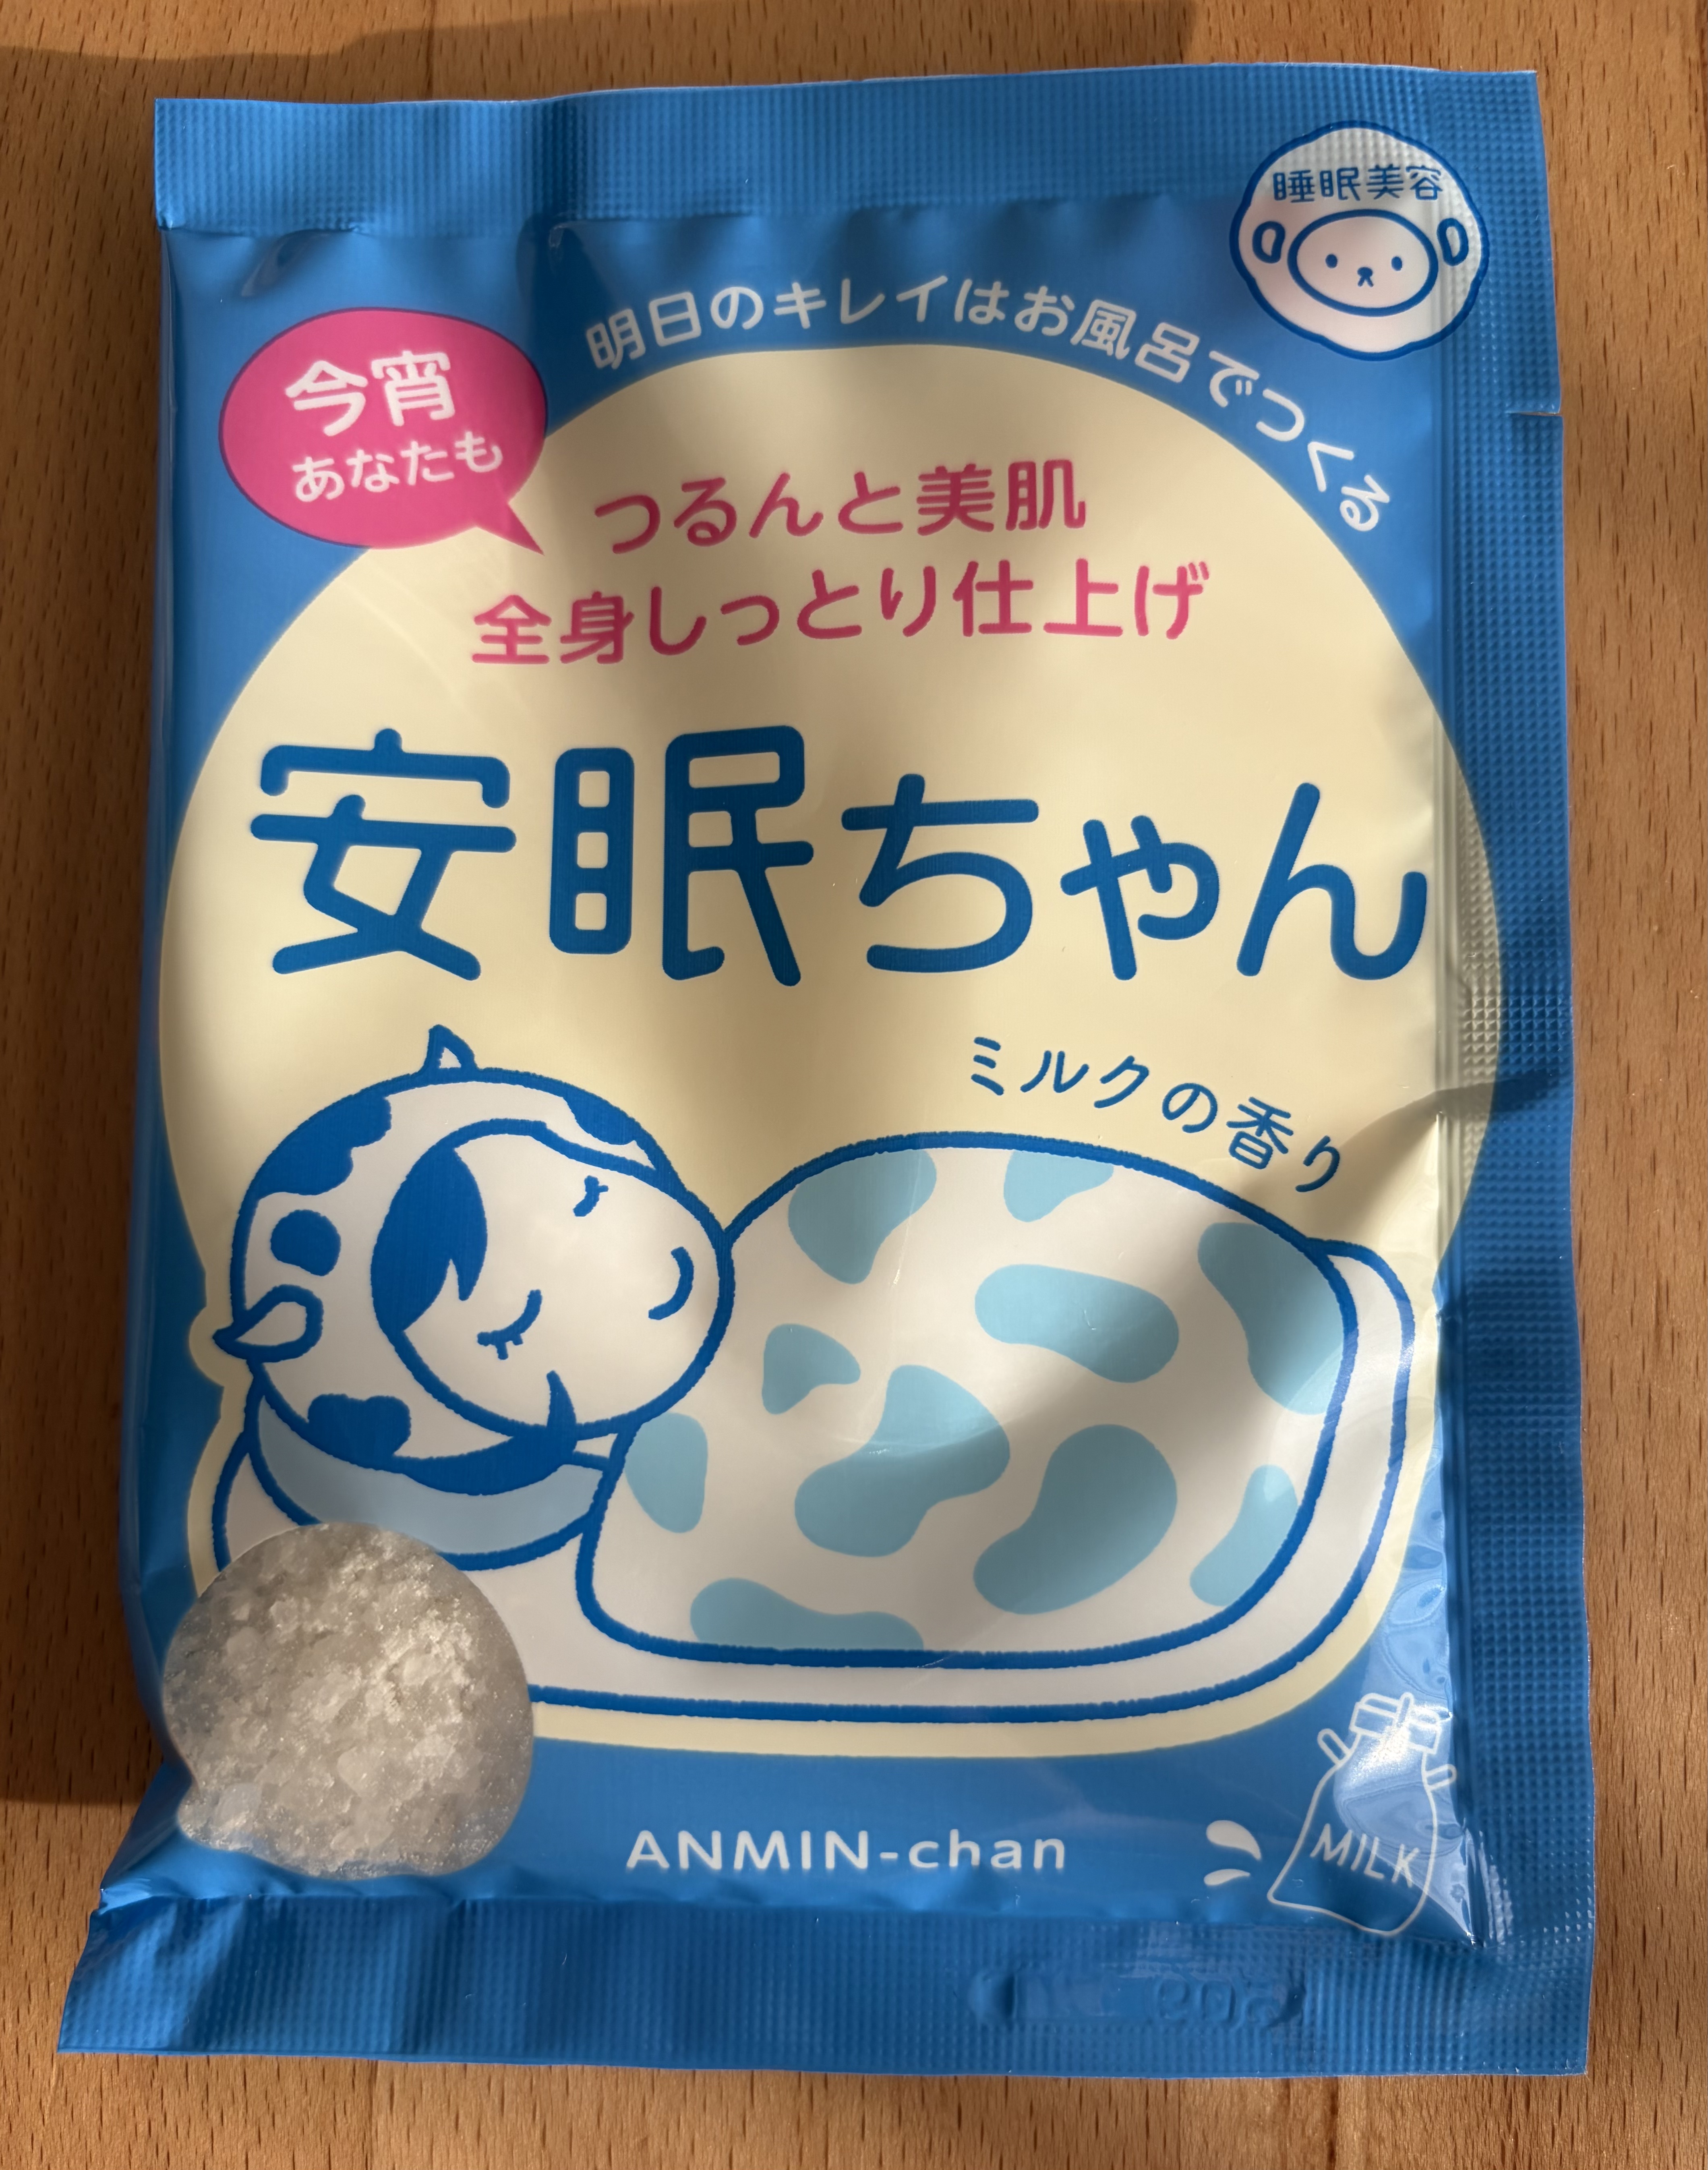 睡眠美容
明日のキレイはお風呂でつくる
今宵
あなたも
つるんと美肌
全身しっとり仕上げ
安眠ちゃん
ミルクの香り
ANMIN-chan
MILK